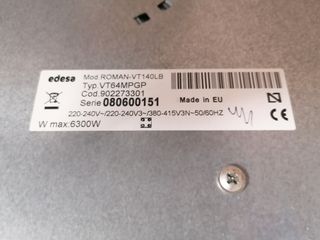 edesa
Mod.ROMAN-VT140LB
Typ.VT64MPGP
Cod.902273301
Serie 080600151
Made in EU
220-240V~/220-240V3~/380-415V3N~50/60HZ
W max:6300W
CE